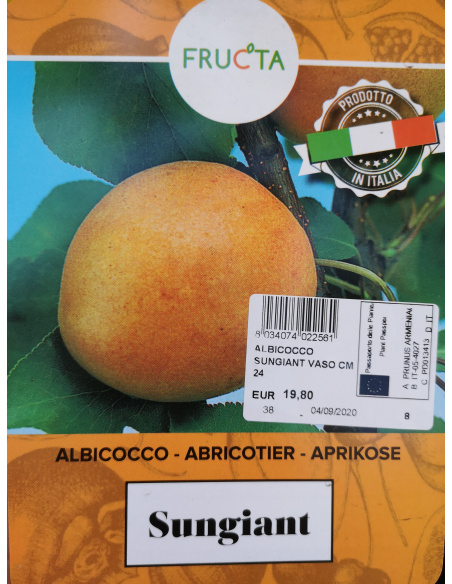 FRUCTA
PRODOTTO
IN ITALIA
8 034074 022561
ALBICOCCO
SUNGIANT VASO CM
24
EUR 19,80
38 04/09/2020 8
Passaporto delle Piante
Plant Passport
A PRUNUS ARMENIA
B IT-05-4027
C PD013413 D IT
ALBICOCCO - ABRICOTIER - APRIKOSE
Sungiant